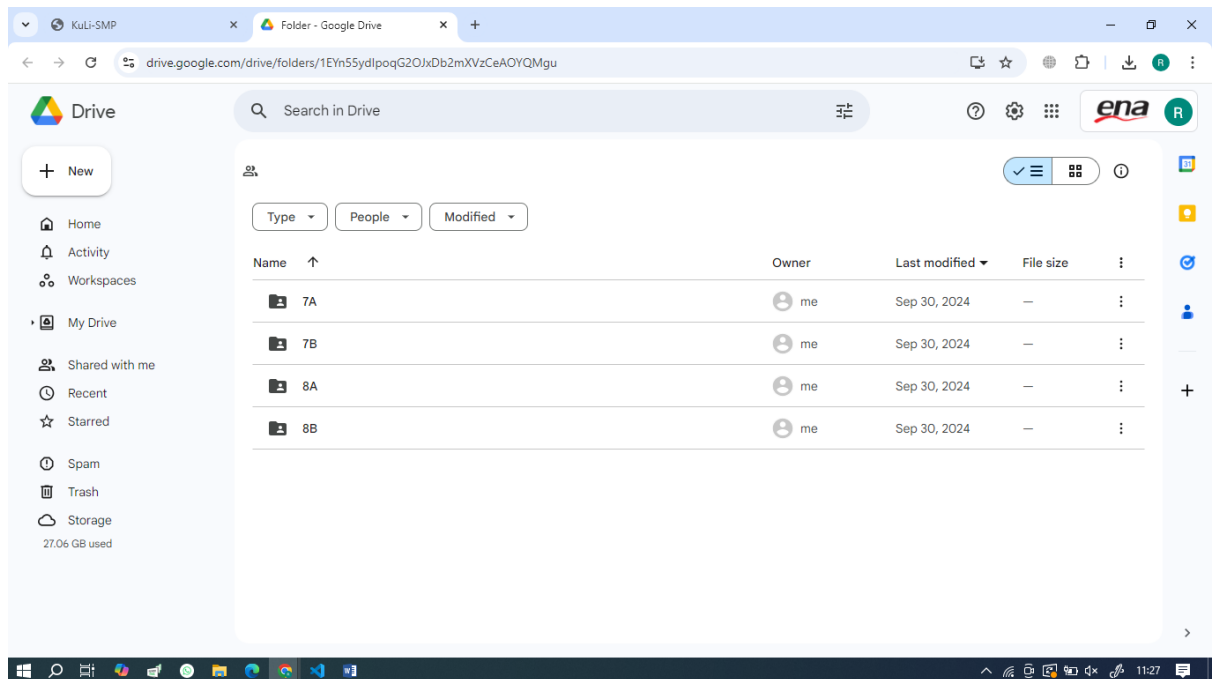 KuLi-SMP
Folder - Google Drive
drive.google.com/drive/folders/1EYn55ydIpoqG2OJxDb2mXVzCeAOYQMgu
R
Drive
Search in Drive
ena
R
New
31
Type
People
Modified
Home
Activity
Workspaces
Name
Owner
Last modified
File size
7A
me
Sep 30, 2024
—
My Drive
7B
me
Sep 30, 2024
—
Shared with me
8A
me
Sep 30, 2024
—
Recent
Starred
8B
me
Sep 30, 2024
—
Spam
Trash
Storage
27.06 GB used
11:27